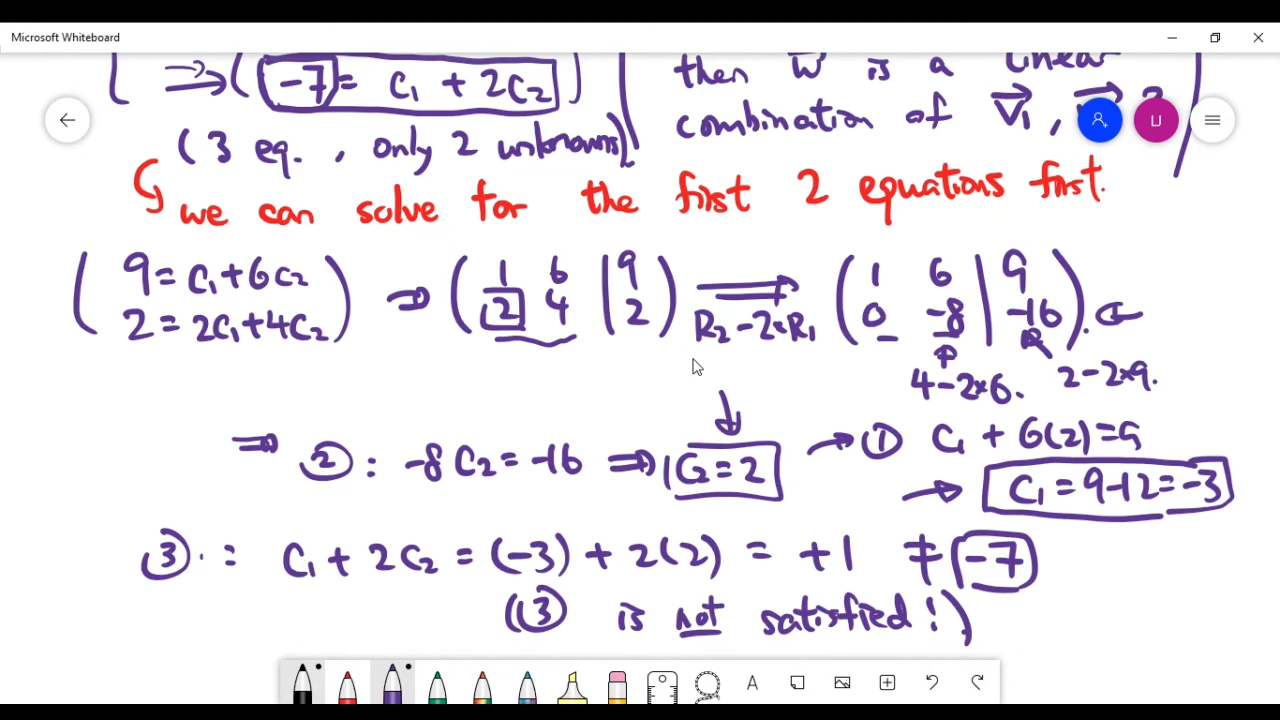 Microsoft Whiteboard
⇒ ( -7 = C₁ + 2C₂ ) then w⃗ is a linear
(3 eq., only 2 unknowns) combination of v⃗₁,
we can solve for the first 2 equations first.
( 9 = C₁+6C₂ ⇒ ( 1 6 | 9 ) ⇒ ( 1 6 | 9 )
2 = 2C₁+4C₂ ) ( 2 4 | 2 ) R₂-2×R₁ ( 0 -8 | -16 ). ←
4-2×6. 2-2×9.
→ ① C₁ + 6(2) = 9
⇒ ②: -8C₂ = -16 ⇒ C₂ = 2
→ C₁ = 9-12 = -3
③ : C₁ + 2C₂ = (-3) + 2(2) = +1 ≠ -7
(③ is not satisfied!)
U
A